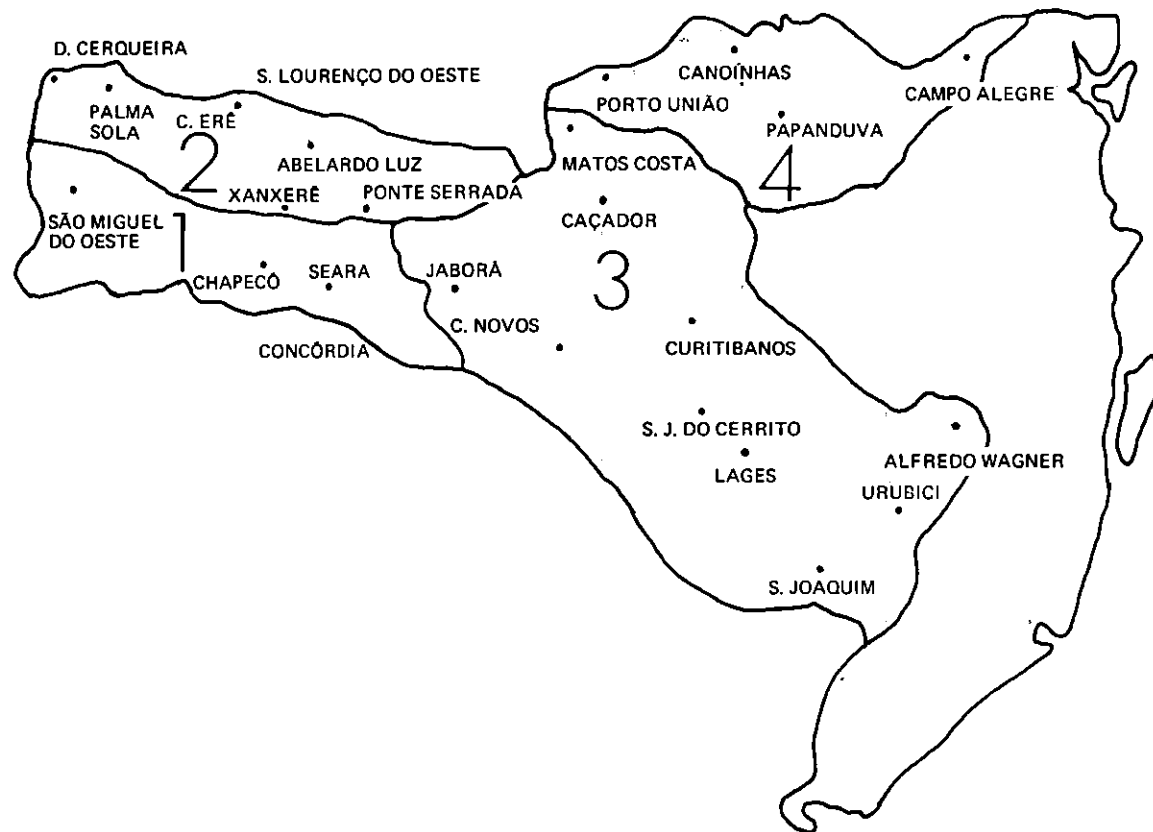 D. CERQUEIRA
S. LOURENÇO DO OESTE
CANOÍNHAS
PORTO UNIÃO
CAMPO ALEGRE
PALMA
SOLA
C. ERÊ
PAPANDUVA
2
ABELARDO LUZ
MATOS COSTA
4
XANXERÊ
PONTE SERRADA
SÃO MIGUEL
DO OESTE
1
CAÇADOR
CHAPECÔ
SEARA
JABORÁ
3
C. NOVOS
CONCÓRDIA
CURITIBANOS
S. J. DO CERRITO
LAGES
ALFREDO WAGNER
URUBICI
S. JOAQUIM